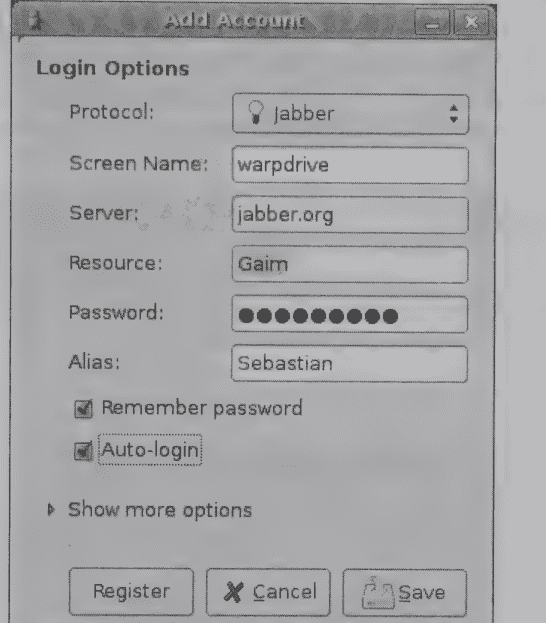 Add Account
Login Options
Protocol: Jabber
Screen Name: warpdrive
Server: jabber.org
Resource: Gaim
Password: ●●●●●●●●●
Alias: Sebastian
Remember password
Auto-login
Show more options
Register Cancel Save